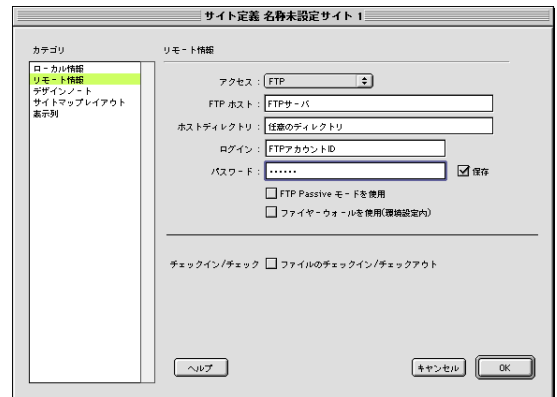 サイト定義 名称未設定サイト 1
カテゴリ
ローカル情報
リモート情報
デザインノート
サイトマップレイアウト
表示列
リモート情報
アクセス: FTP
FTP ホスト: FTPサーバ
ホストディレクトリ: 任意のディレクトリ
ログイン: FTPアカウントID
パスワード: ••••••
保存
FTP Passive モードを使用
ファイヤーウォールを使用(環境設定内)
チェックイン/チェック ファイルのチェックイン/チェックアウト
ヘルプ
キャンセル
OK